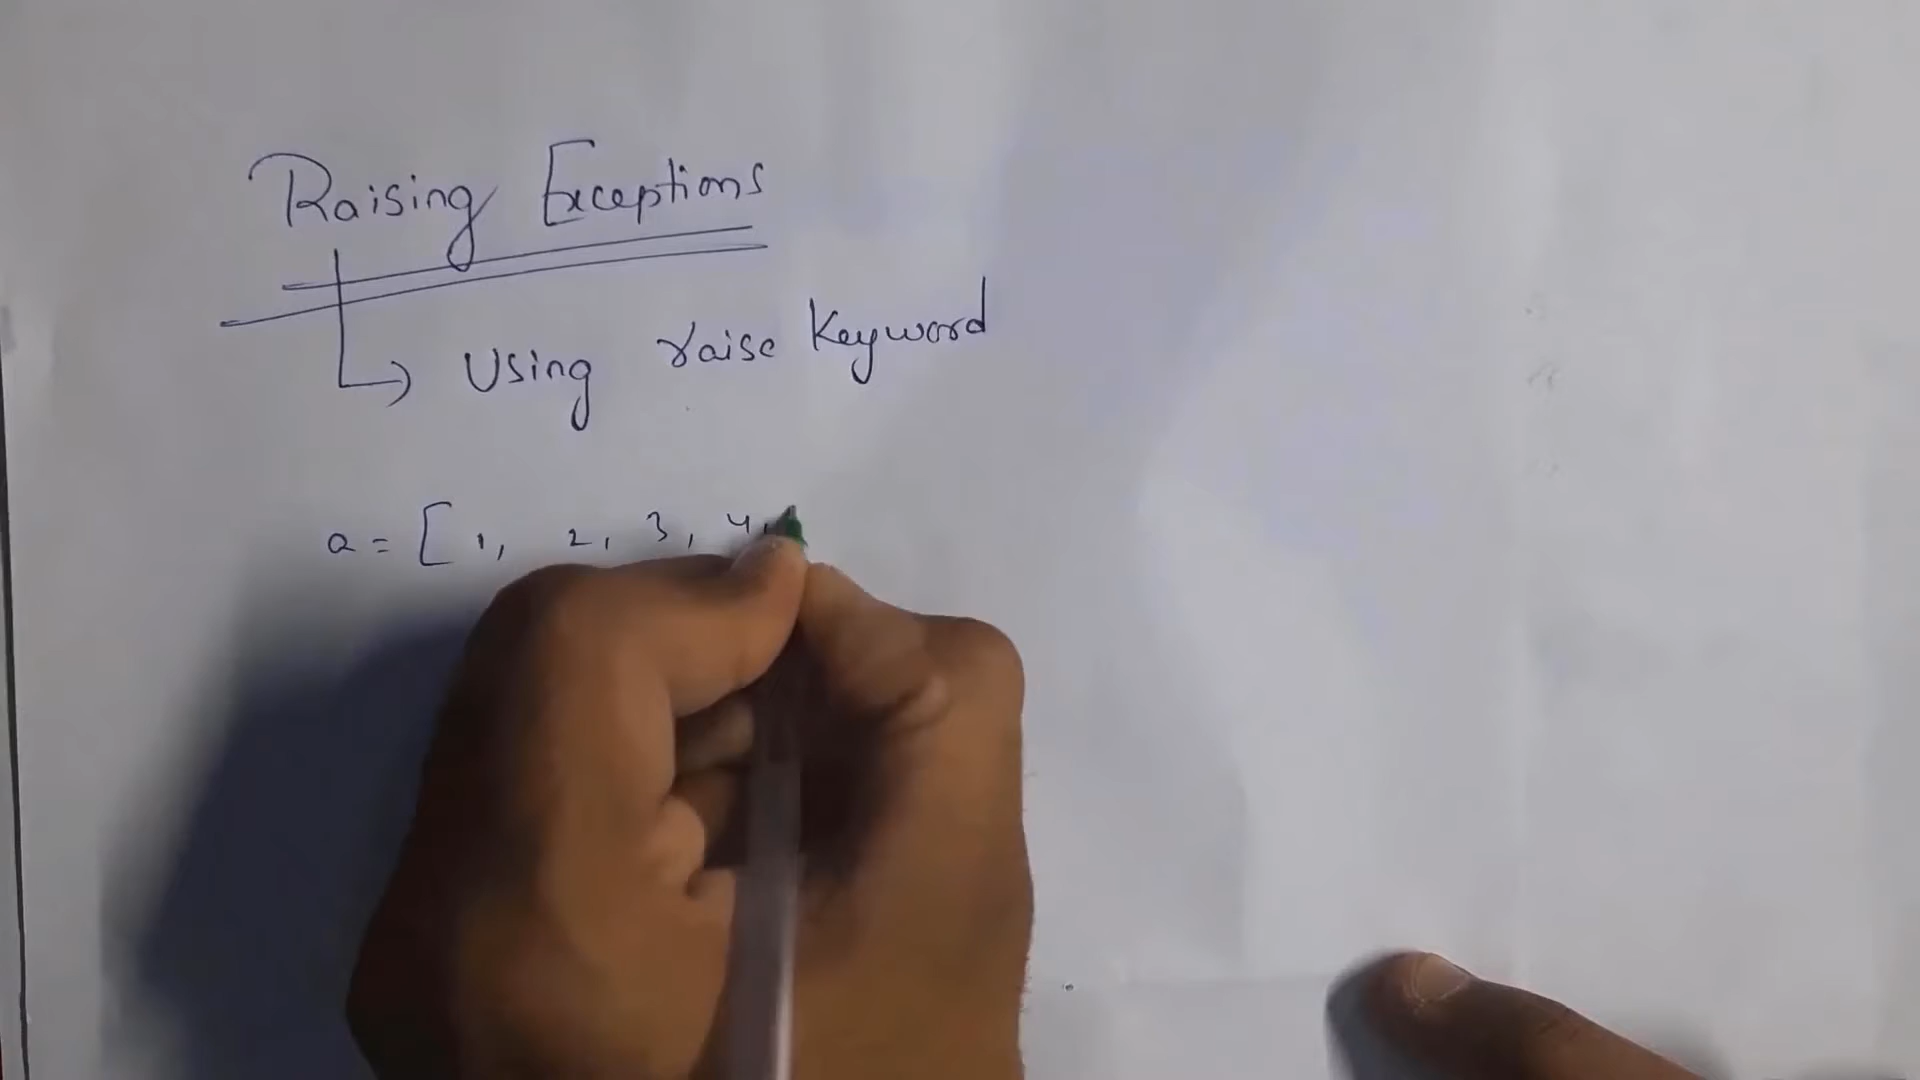 Raising Exceptions
Using raise Keyword
a = [ 1, 2, 3, 4,